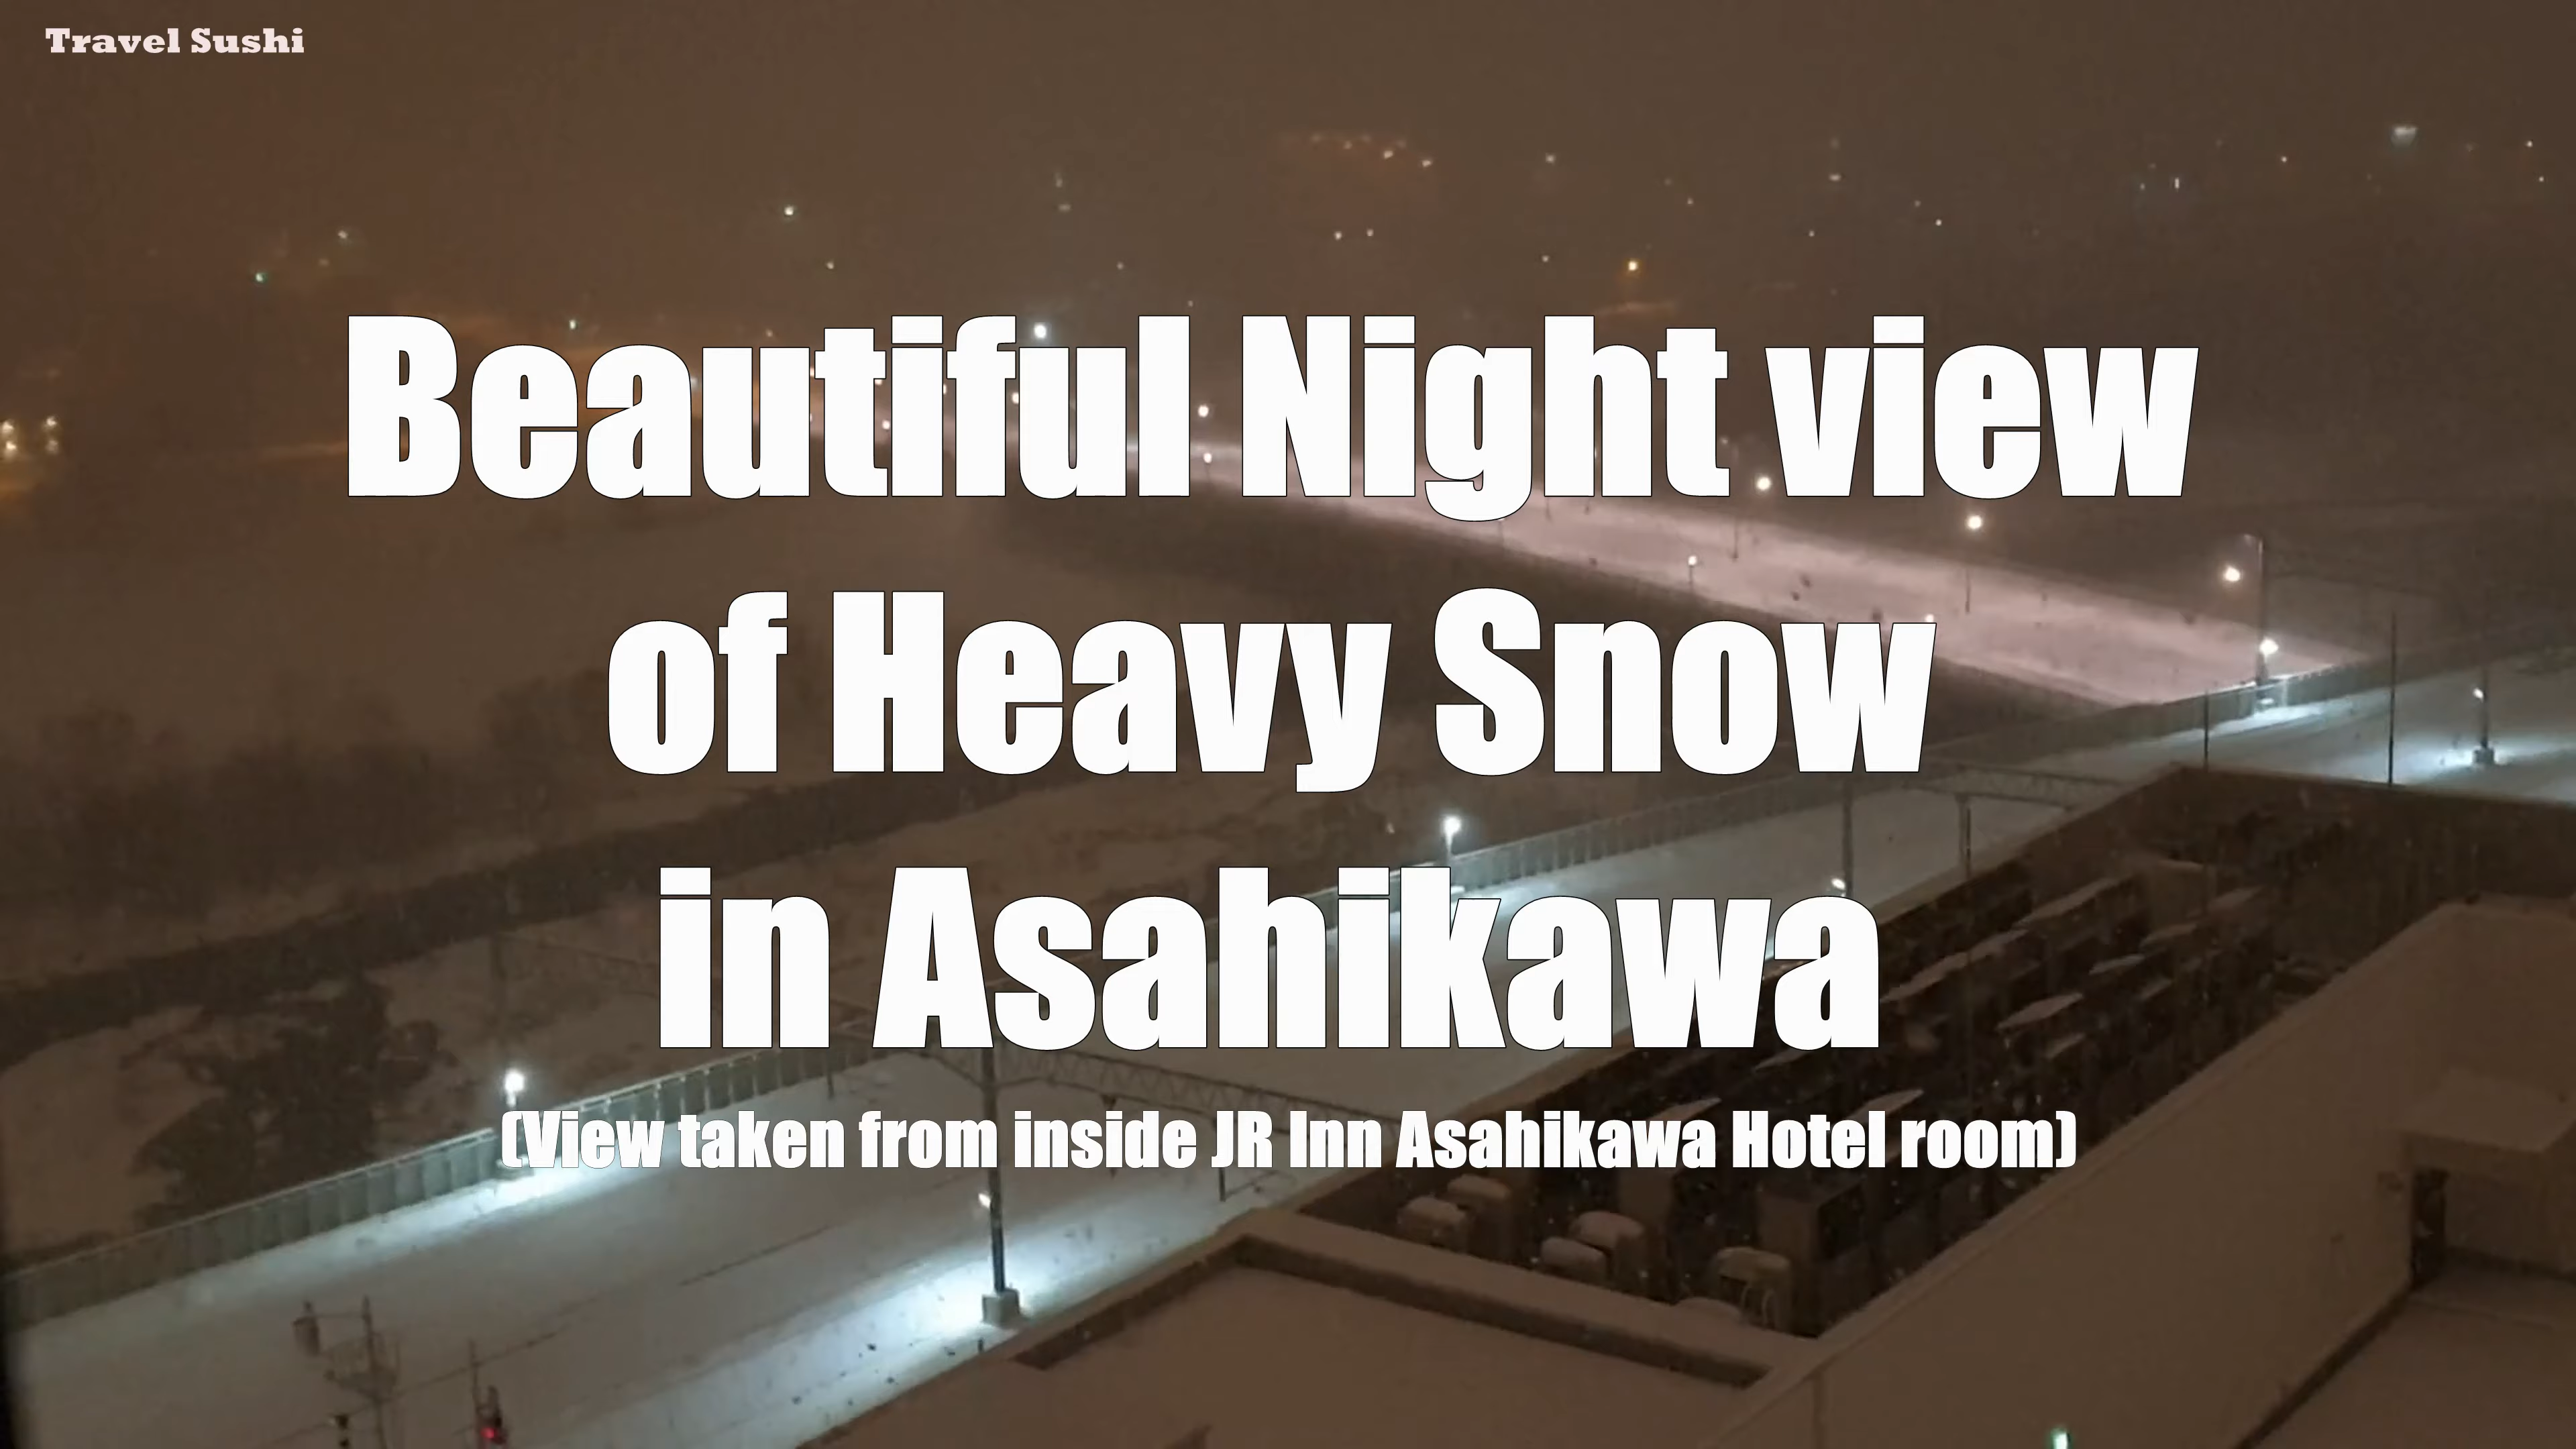 Travel Sushi
Beautiful Night view
of Heavy Snow
in Asahikawa
(View taken from inside JR Inn Asahikawa Hotel room)